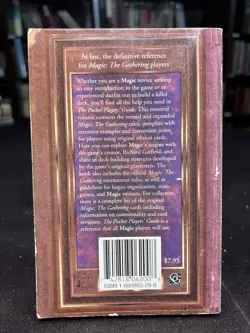 At last, the definitive reference
for Magic: The Gathering players
Whether you are a Magic novice seeking
an easy introduction to the game or an
experienced duelist out to build a killer
deck, you'll find all the help you need in
The Pocket Players' Guide. This essential
volume contains the revised and expanded
Magic: The Gathering rules, complete with
extensive examples and
for players using original edition cards.
Here you can explore Magic's origins with
the game's creator, Richard Garfield, and
share in deck-building strategies developed
by the game's original playtesters. The
book also includes the official Magic: The
Gathering tournament rules, as well as
guidelines for league organization, team
games, and Magic variants. For collectors,
there is a complete list of the original
Magic: The Gathering cards including
information on commonality and card
versions. The Pocket Players' Guide is a
reference that all Magic players will use
$7.95
42818 06200
ISBN 1-880992-29-9